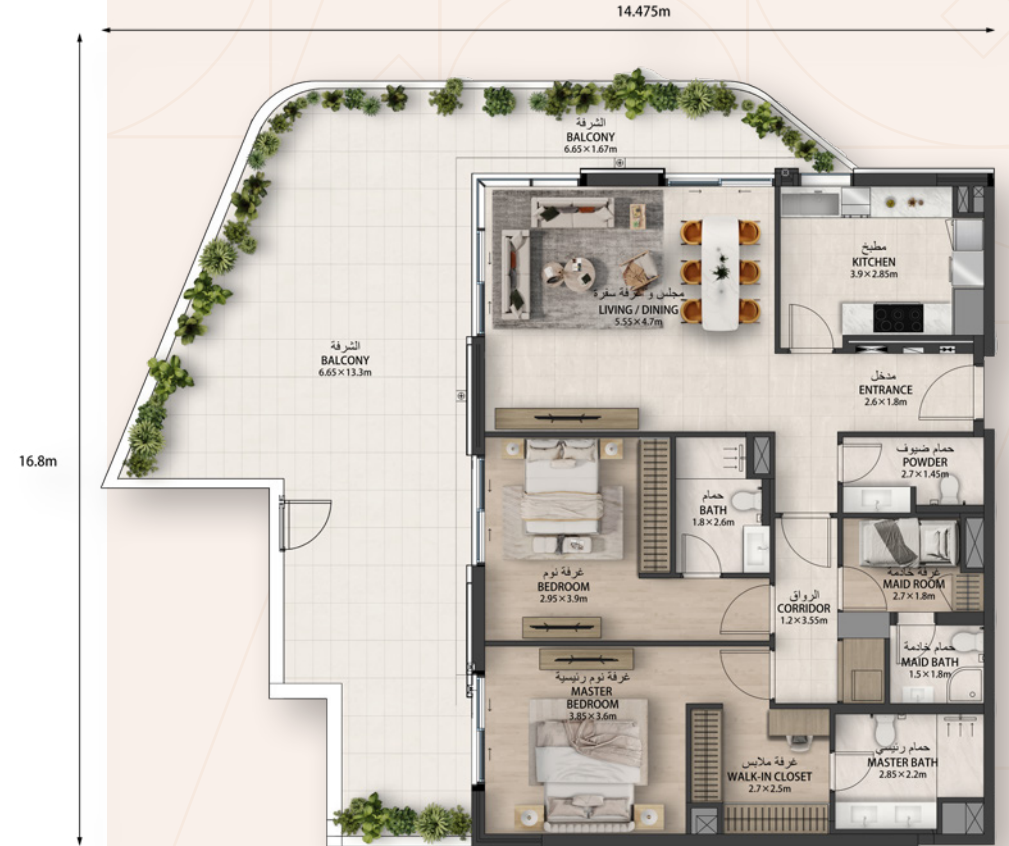 14.475m
16.8m
الشرفة
BALCONY
6.65×1.67m
مطبخ
KITCHEN
3.9×2.85m
مجلس و غرفة سفرة
LIVING / DINING
5.55×4.7m
الشرفة
BALCONY
6.65×13.3m
مدخل
ENTRANCE
2.6×1.8m
حمام ضيوف
POWDER
2.7×1.45m
حمام
BATH
1.8×2.6m
غرفة نوم
BEDROOM
2.95×3.9m
غرفة خادمة
MAID ROOM
2.7×1.8m
الرواق
CORRIDOR
1.2×3.55m
حمام خادمة
MAID BATH
1.5×1.8m
غرفة نوم رئيسية
MASTER
BEDROOM
3.85×3.6m
غرفة ملابس
WALK-IN CLOSET
2.7×2.5m
حمام رئيسي
MASTER BATH
2.85×2.2m